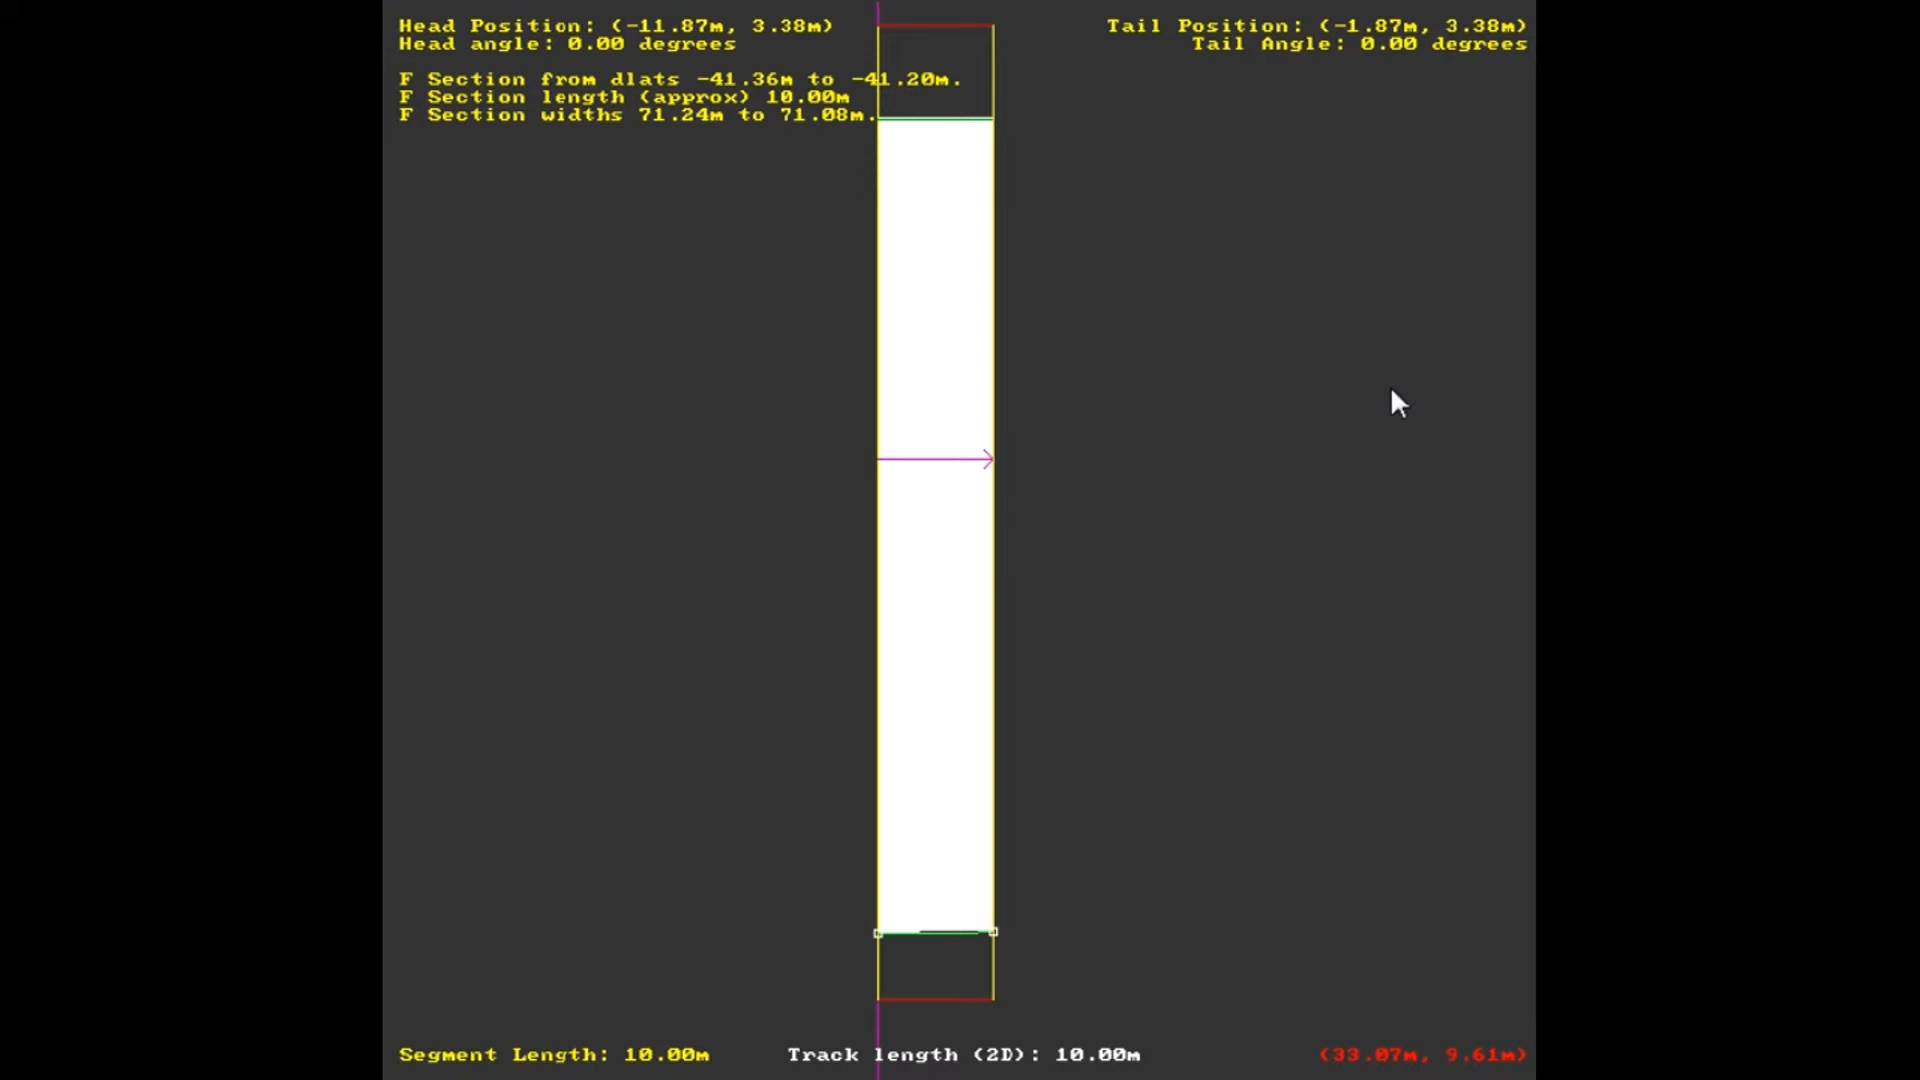 Head Position: (-11.87m, 3.38m)
Head angle: 0.00 degrees
Tail Position: (-1.87m, 3.38m)
Tail Angle: 0.00 degrees
F Section from dlats -41.36m to -41.20m.
F Section length (approx) 10.00m
F Section widths 71.24m to 71.08m.
Segment Length: 10.00m
Track length (2D): 10.00m
(33.07m, 9.61m)